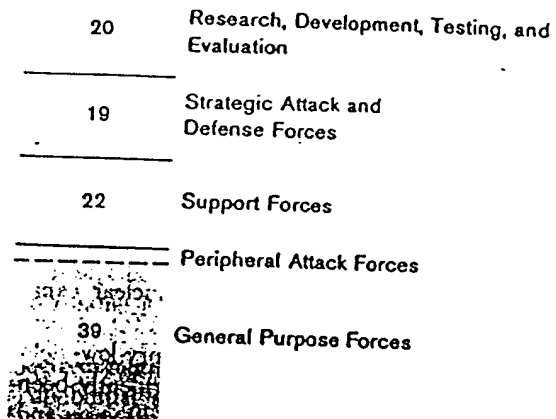 20
Research, Development, Testing, and
Evaluation
19
Strategic Attack and
Defense Forces
22
Support Forces
Peripheral Attack Forces
39
General Purpose Forces